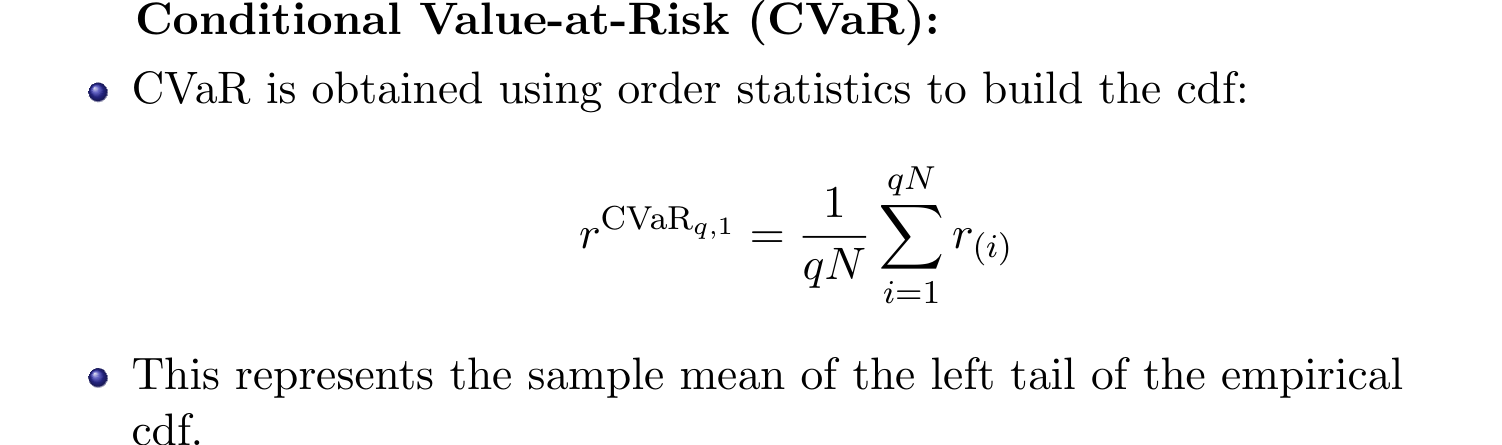 Conditional Value-at-Risk (CVaR):
• CVaR is obtained using order statistics to build the cdf:
$r^{\text{CVaR}_{q,1}} = \frac{1}{qN} \sum_{i=1}^{qN} r_{(i)}$
• This represents the sample mean of the left tail of the empirical
cdf.